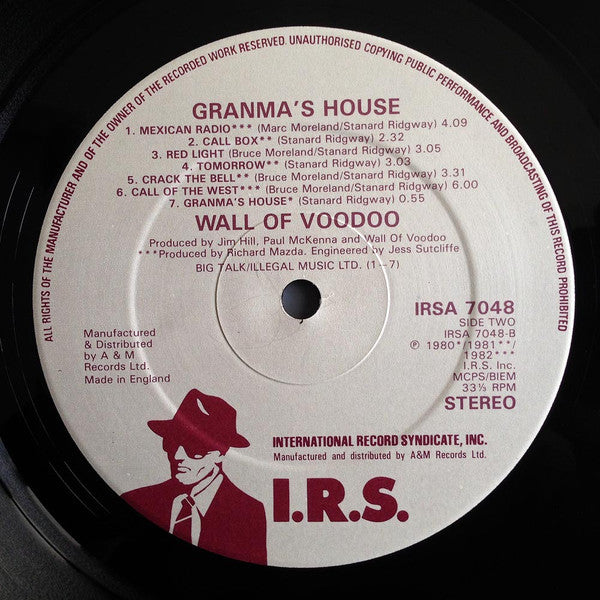 ALL RIGHTS OF THE MANUFACTURER AND OF THE OWNER OF THE RECORDED WORK RESERVED. UNAUTHORISED COPYING PUBLIC PERFORMANCE AND BROADCASTING OF THIS RECORD PROHIBITED
GRANMA'S HOUSE
1. MEXICAN RADIO*** (Marc Moreland/Stanard Ridgway) 4.09
2. CALL BOX** (Stanard Ridgway) 2.32
3. RED LIGHT (Bruce Moreland/Stanard Ridgway) 3.05
4. TOMORROW** (Stanard Ridgway) 3.03
5. CRACK THE BELL** (Bruce Moreland/Stanard Ridgway) 3.31
6. CALL OF THE WEST*** (Bruce Moreland/Stanard Ridgway) 6.00
7. GRANMA'S HOUSE* (Stanard Ridgway) 0.55
WALL OF VOODOO
Produced by Jim Hill, Paul McKenna and Wall Of Voodoo
***Produced by Richard Mazda. Engineered by Jess Sutcliffe
BIG TALK/ILLEGAL MUSIC LTD. (1–7)
Manufactured
& Distributed
by A & M
Records Ltd.
Made in England
IRSA 7048
SIDE TWO
IRSA 7048-B
℗ 1980*/1981**/
1982***
I.R.S. Inc.
MCPS/BIEM
33⅓ RPM
STEREO
INTERNATIONAL RECORD SYNDICATE, INC.
Manufactured and distributed by A&M Records Ltd.
I.R.S.